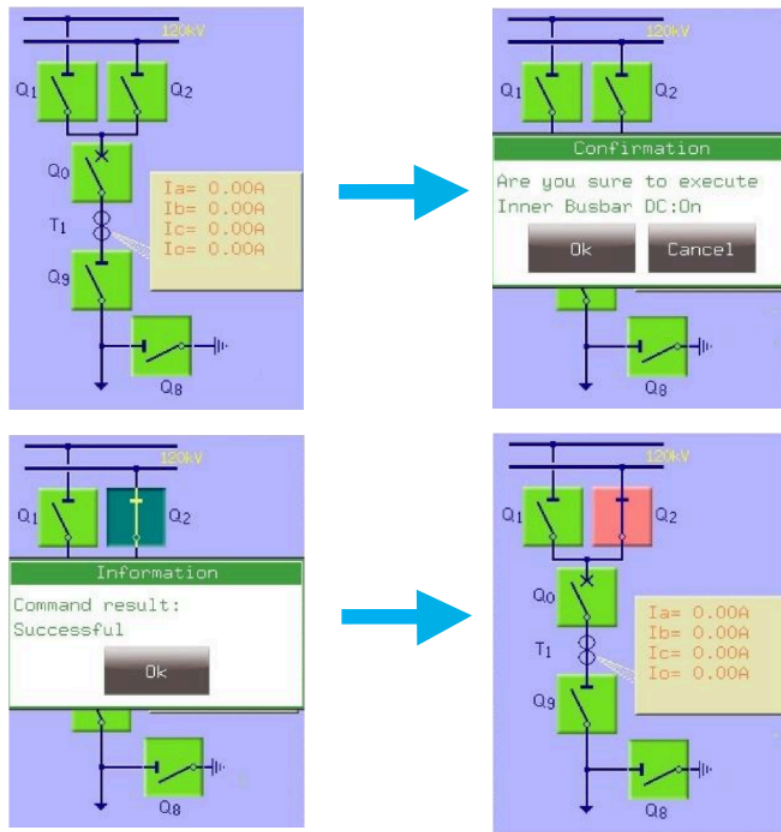 120kV
Q1
Q2
Q0
Ia= 0.00A
Ib= 0.00A
Ic= 0.00A
Io= 0.00A
T1
Q9
Q8
120kV
Q1
Q2
Confirmation
Are you sure to execute
Inner Busbar DC:On
Ok
Cancel
Q8
120kV
Q1
Q2
Information
Command result:
Successful
Ok
Q8
120kV
Q1
Q2
Q0
Ia= 0.00A
Ib= 0.00A
Ic= 0.00A
Io= 0.00A
T1
Q9
Q8